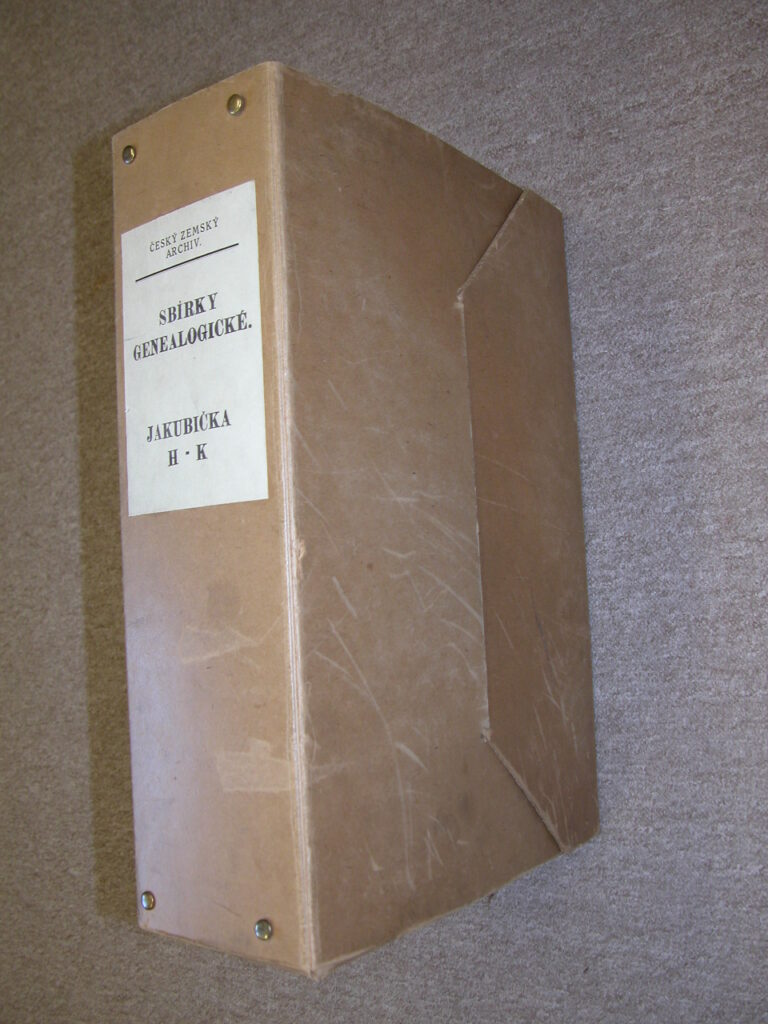 ČESKÝ ZEMSKÝ
ARCHIV.
SBÍRKY
GENEALOGICKÉ.
JAKUBIČKA
H - K